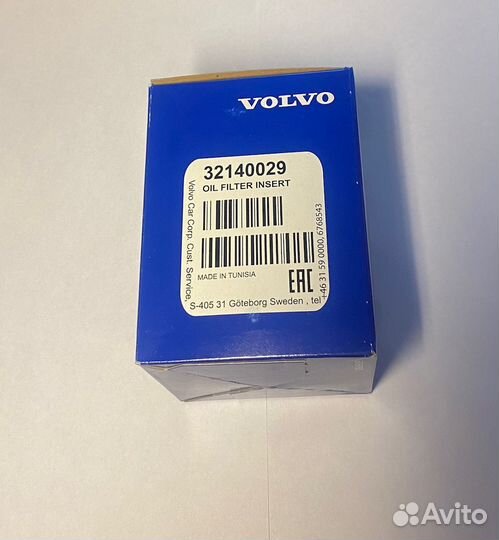 VOLVO
32140029
OIL FILTER INSERT
MADE IN TUNISIA
EAC
Volvo Car Corp. Cust. Service,
S-405 31 Göteborg Sweden , tel
+46 31 59 0000, 6768543
Avito